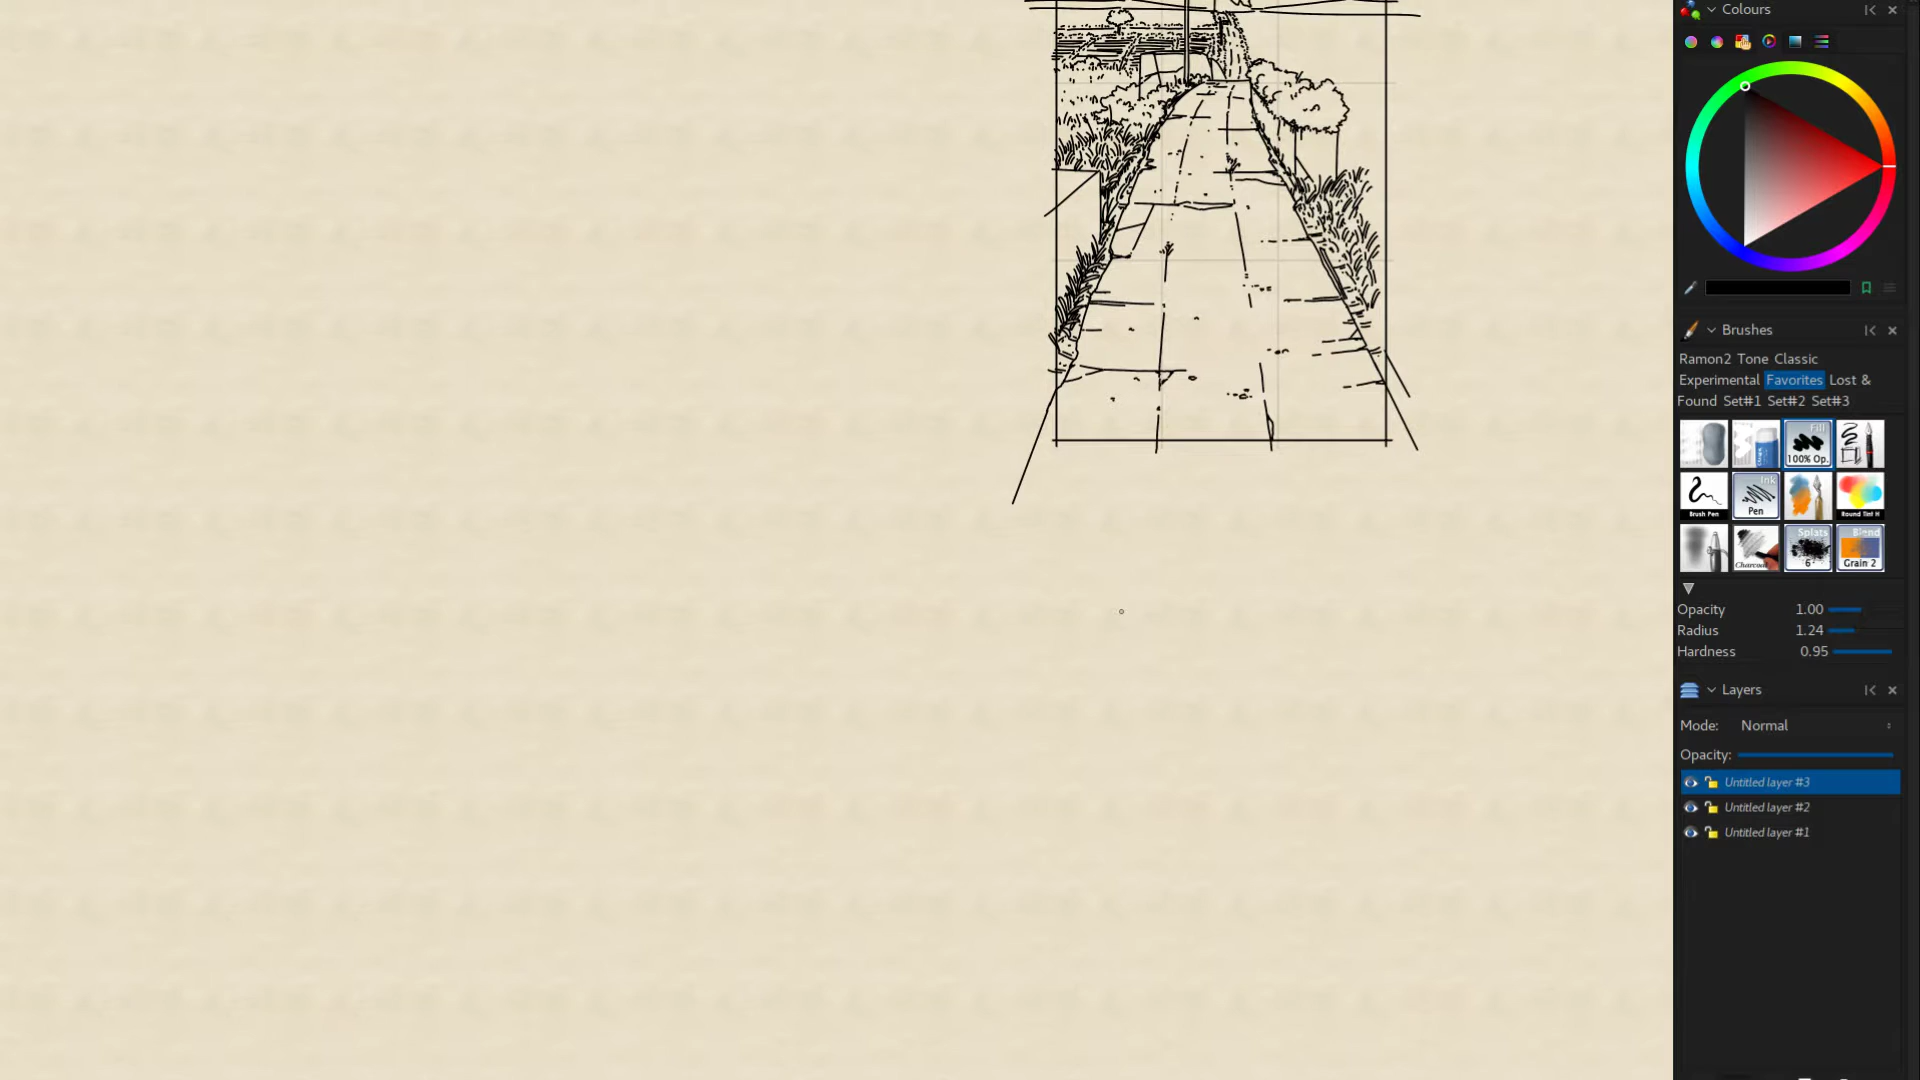 Colours
Brushes
Ramon2 Tone Classic
Experimental Favorites Lost &
Found Set#1 Set#2 Set#3
Fill
100% Op.
Brush Pen
Ink
Pen
Round Tint H
Charcoal
Splats
6
Blend
Grain 2
Opacity 1.00
Radius 1.24
Hardness 0.95
Layers
Mode: Normal
Opacity:
Untitled layer #3
Untitled layer #2
Untitled layer #1